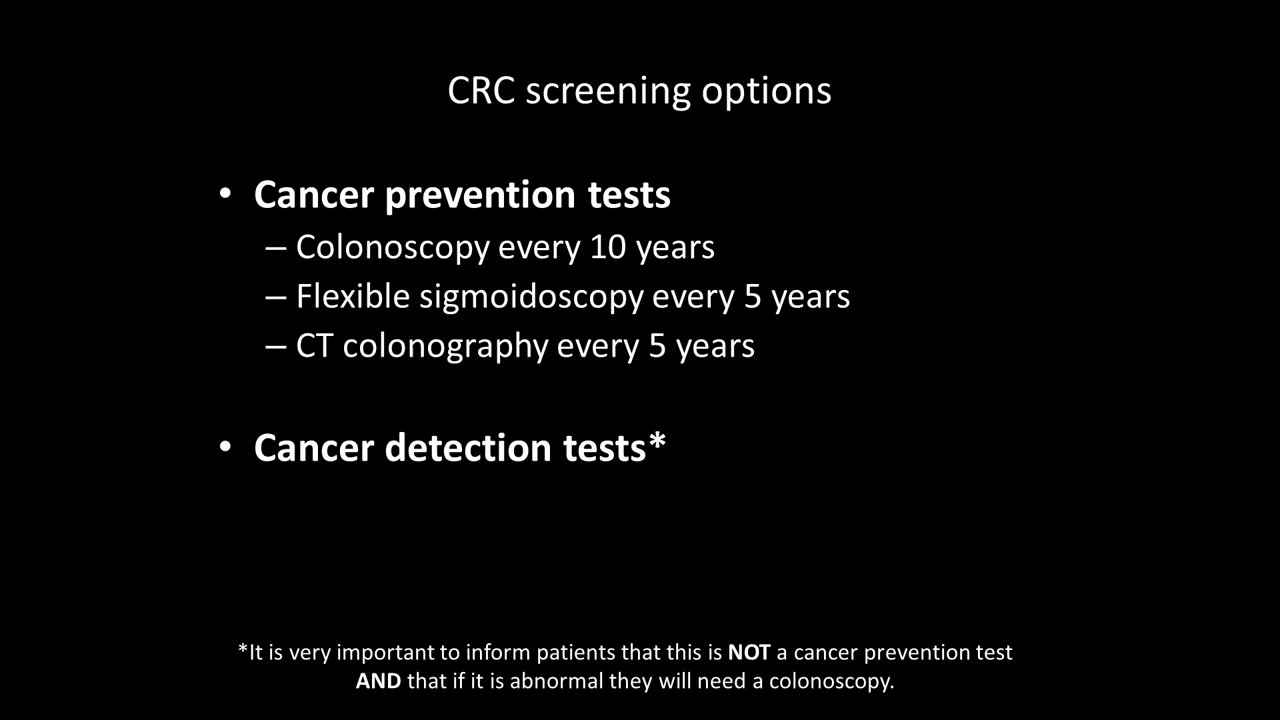 CRC screening options
• Cancer prevention tests
– Colonoscopy every 10 years
– Flexible sigmoidoscopy every 5 years
– CT colonography every 5 years
• Cancer detection tests*
*It is very important to inform patients that this is NOT a cancer prevention test
AND that if it is abnormal they will need a colonoscopy.